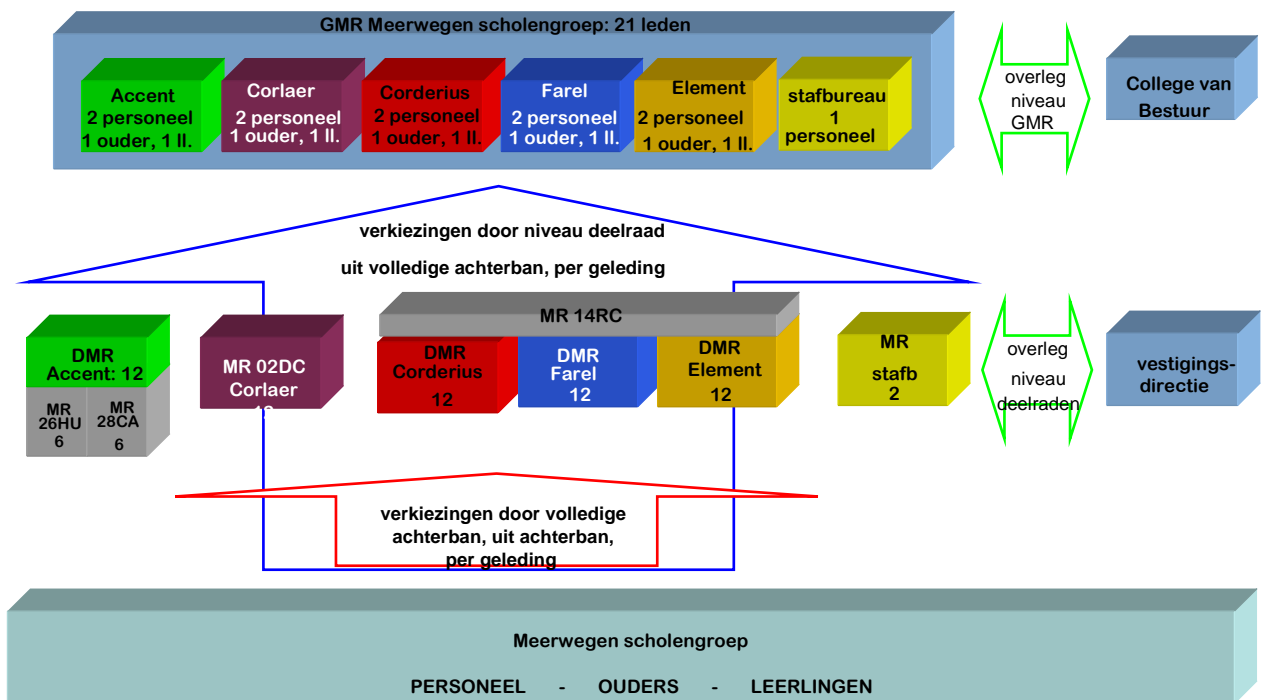 GMR Meerwegen scholengroep: 21 leden
Accent
2 personeel
1 ouder, 1 ll.
Corlaer
2 personeel
1 ouder, 1 ll.
Corderius
2 personeel
1 ouder, 1 ll.
Farel
2 personeel
1 ouder, 1 ll.
Element
2 personeel
1 ouder, 1 ll.
stafbureau
1
personeel
overleg
niveau
GMR
College van
Bestuur
verkiezingen door niveau deelraad
uit volledige achterban, per geleding
DMR
Accent: 12
MR
26HU
6
MR
28CA
6
MR 02DC
Corlaer
MR 14RC
DMR
Corderius
12
DMR
Farel
12
DMR
Element
12
MR
stafb
2
overleg
niveau
deelraden
vestigings-
directie
verkiezingen door volledige
achterban, uit achterban,
per geleding
Meerwegen scholengroep
PERSONEEL - OUDERS - LEERLINGEN